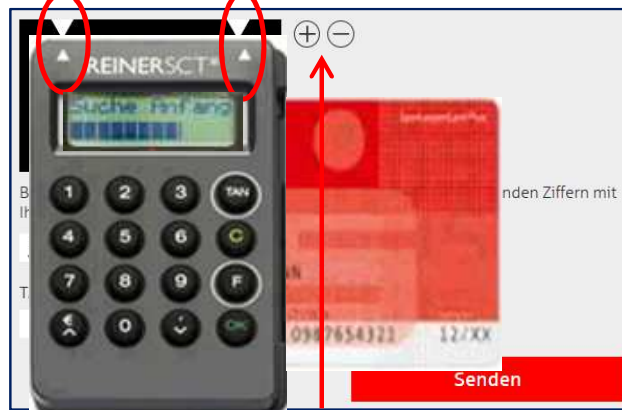 REINERSCT®
Suche Anfang
1 2 3 TAN
nden Ziffern mit
4 5 6 C
7 8 9 F
0 OK
0987654321 12/XX
Senden